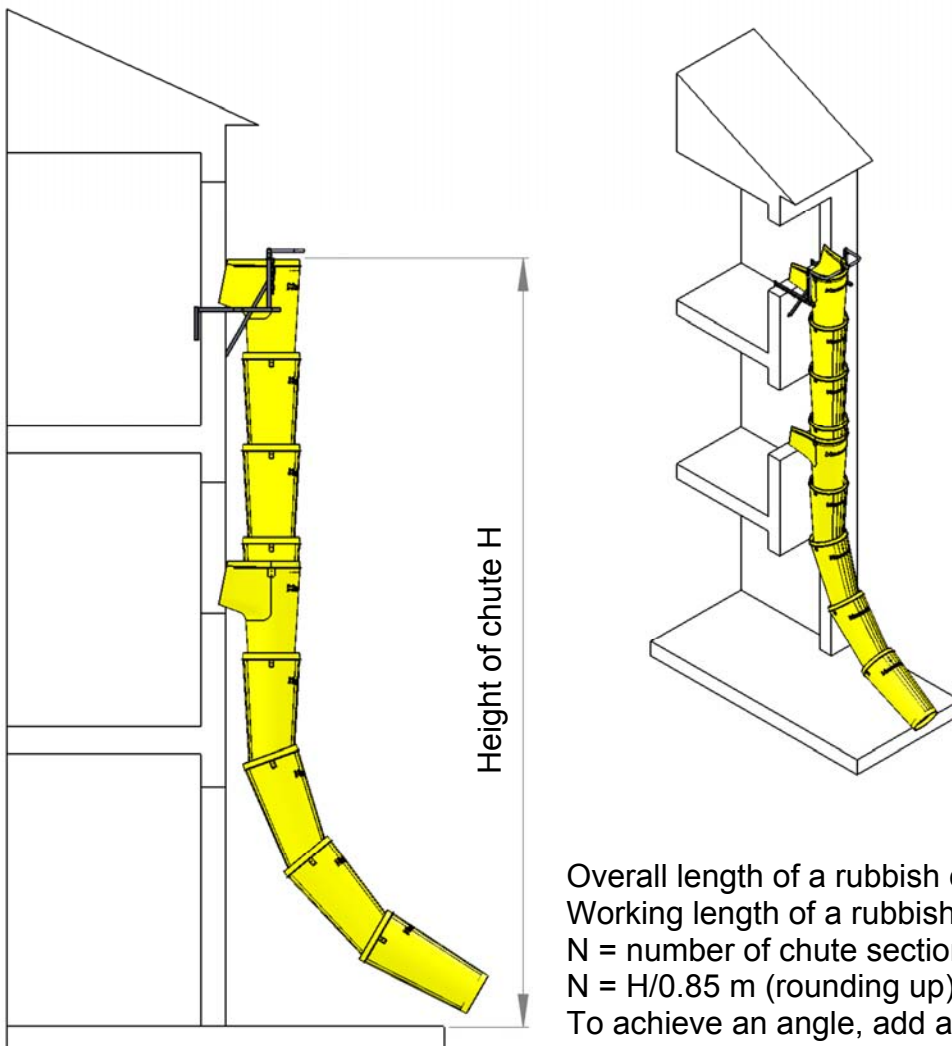 Height of chute H
Overall length of a rubbish
Working length of a rubbish
N = number of chute
N = H/0.85 m (rounding up)
To achieve an angle, add a